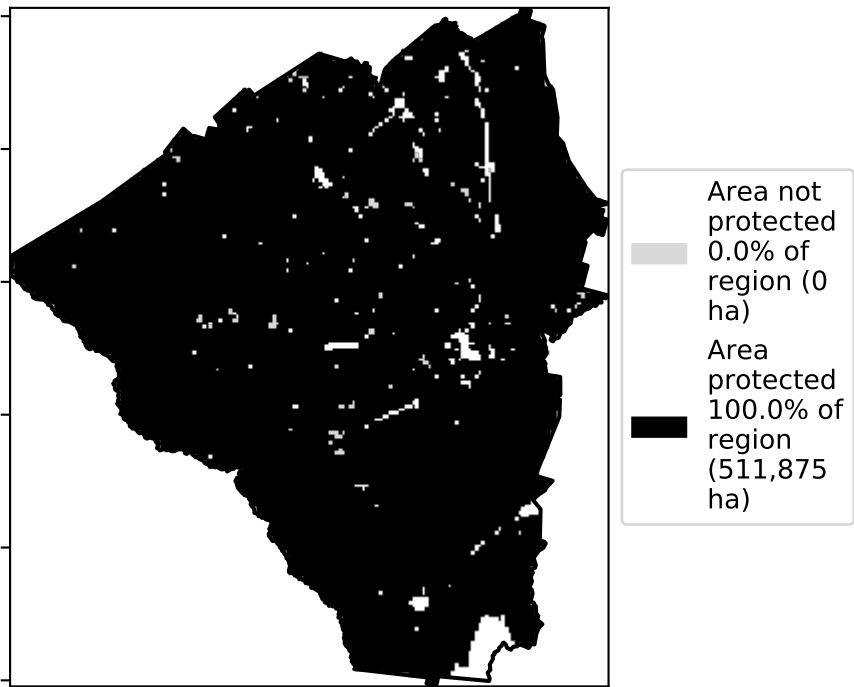 Area not
protected
0.0% of
region (0
ha)
Area
protected
100.0% of
region
(511,875
ha)